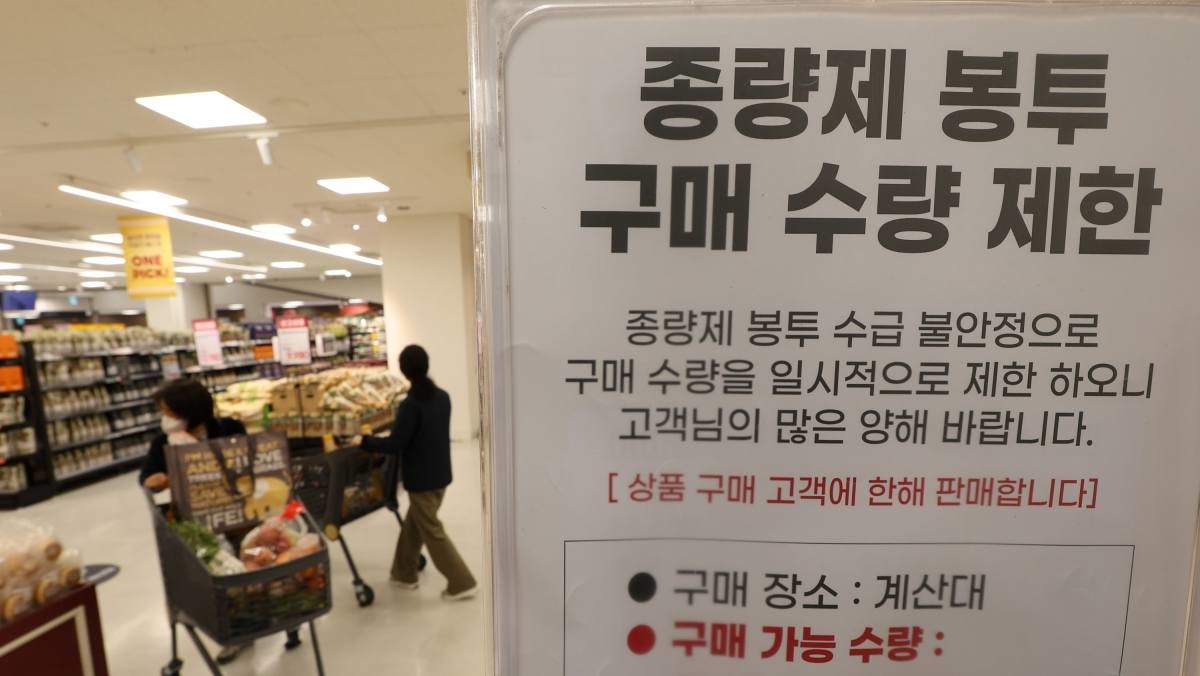 종량제 봉투
구매 수량 제한
종량제 봉투 수급 불안정으로
구매 수량을 일시적으로 제한 하오니
고객님의 많은 양해 바랍니다.
[ 상품 구매 고객에 한해 판매합니다]
● 구매 장소 : 계산대
● 구매 가능 수량 :
ONE
PICK!
LOVE
LIFE!